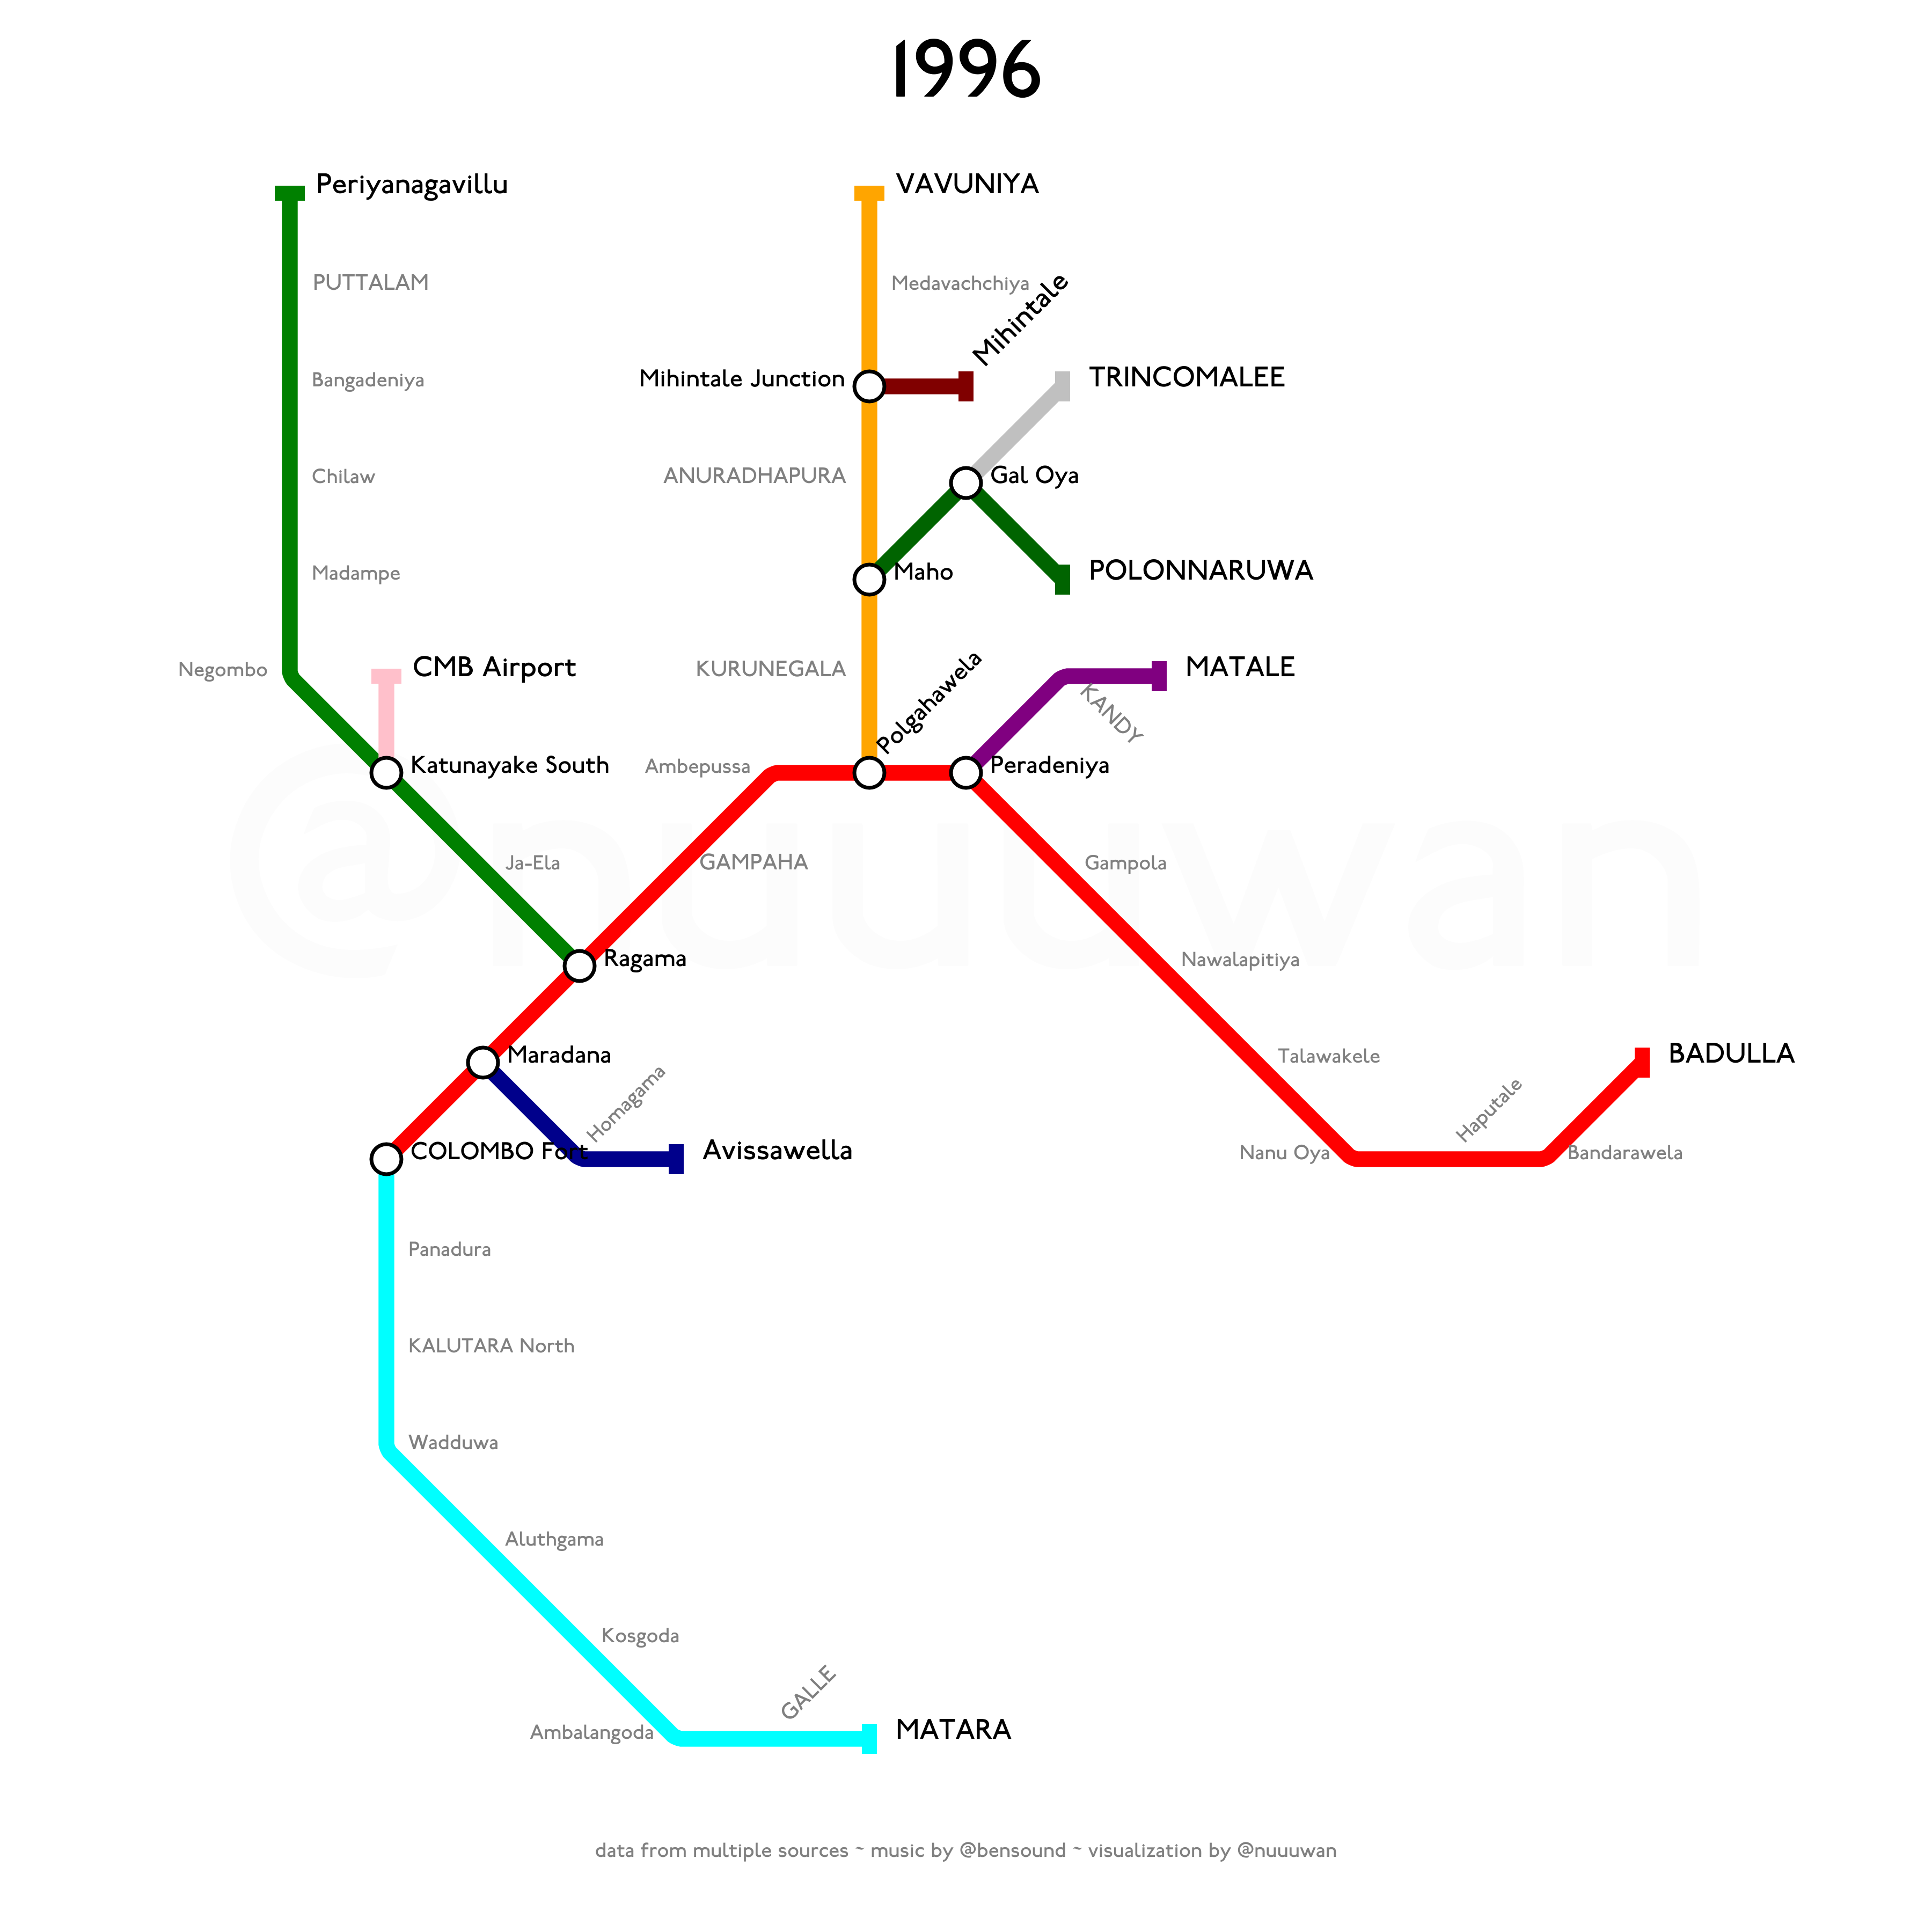 1996
Periyanagavillu
VAVUNIYA
PUTTALAM
Medavachchiya
Mihintale
Bangadeniya
Mihintale Junction
TRINCOMALEE
Chilaw
ANURADHAPURA
Gal Oya
Madampe
Maho
POLONNARUWA
Negombo
CMB Airport
KURUNEGALA
Polgahawela
MATALE
KANDY
Katunayake South
Ambepussa
Peradeniya
@nuuuwan
Ja-Ela
GAMPAHA
Gampola
Ragama
Nawalapitiya
Maradana
Homagama
Talawakele
Haputale
BADULLA
COLOMBO Fort
Avissawella
Nanu Oya
Bandarawela
Panadura
KALUTARA North
Wadduwa
Aluthgama
Kosgoda
GALLE
Ambalangoda
MATARA
data from multiple sources ~ music by @bensound ~ visualization by @nuuuwan